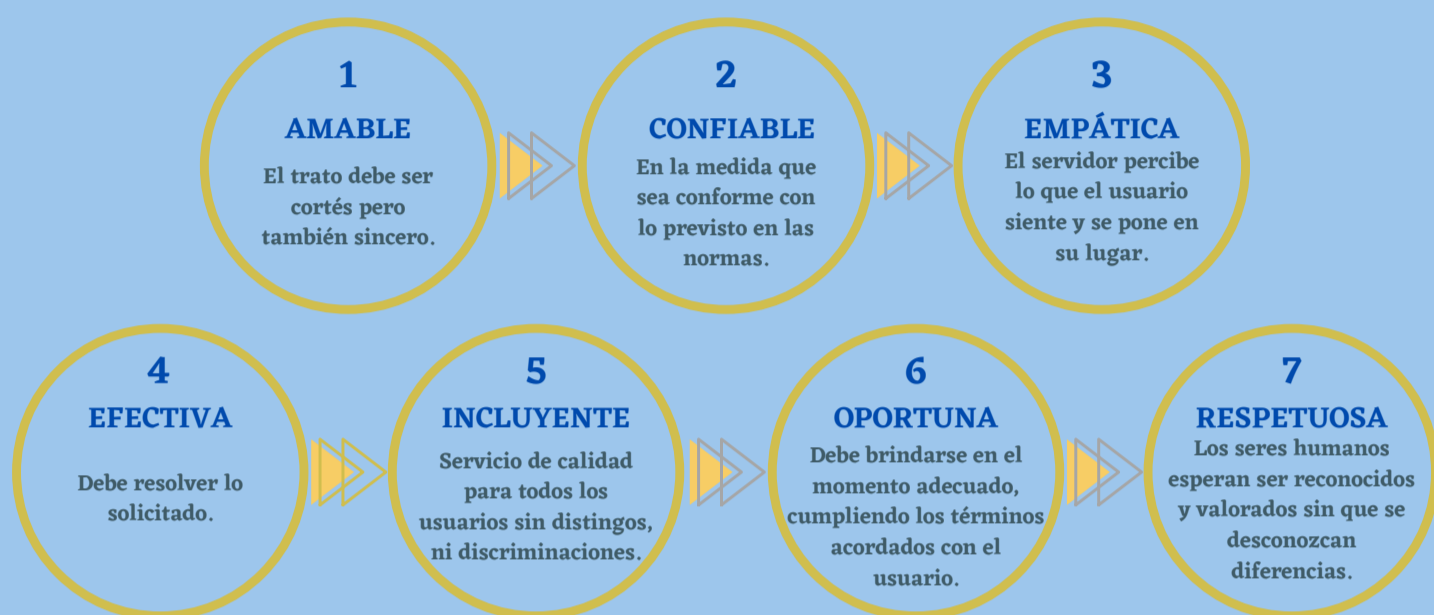 1
AMABLE
El trato debe ser
cortés pero
también sincero.
2
CONFIABLE
En la medida que
sea conforme con
lo previsto en las
normas.
3
EMPÁTICA
El servidor percibe
lo que el usuario
siente y se pone en
su lugar.
4
EFECTIVA
Debe resolver lo
solicitado.
5
INCLUYENTE
Servicio de calidad
para todos los
usuarios sin distingos,
ni discriminaciones.
6
OPORTUNA
Debe brindarse en el
momento adecuado,
cumpliendo los términos
acordados con el
usuario.
7
RESPETUOSA
Los seres humanos
esperan ser reconocidos
y valorados sin que se
desconozcan
diferencias.